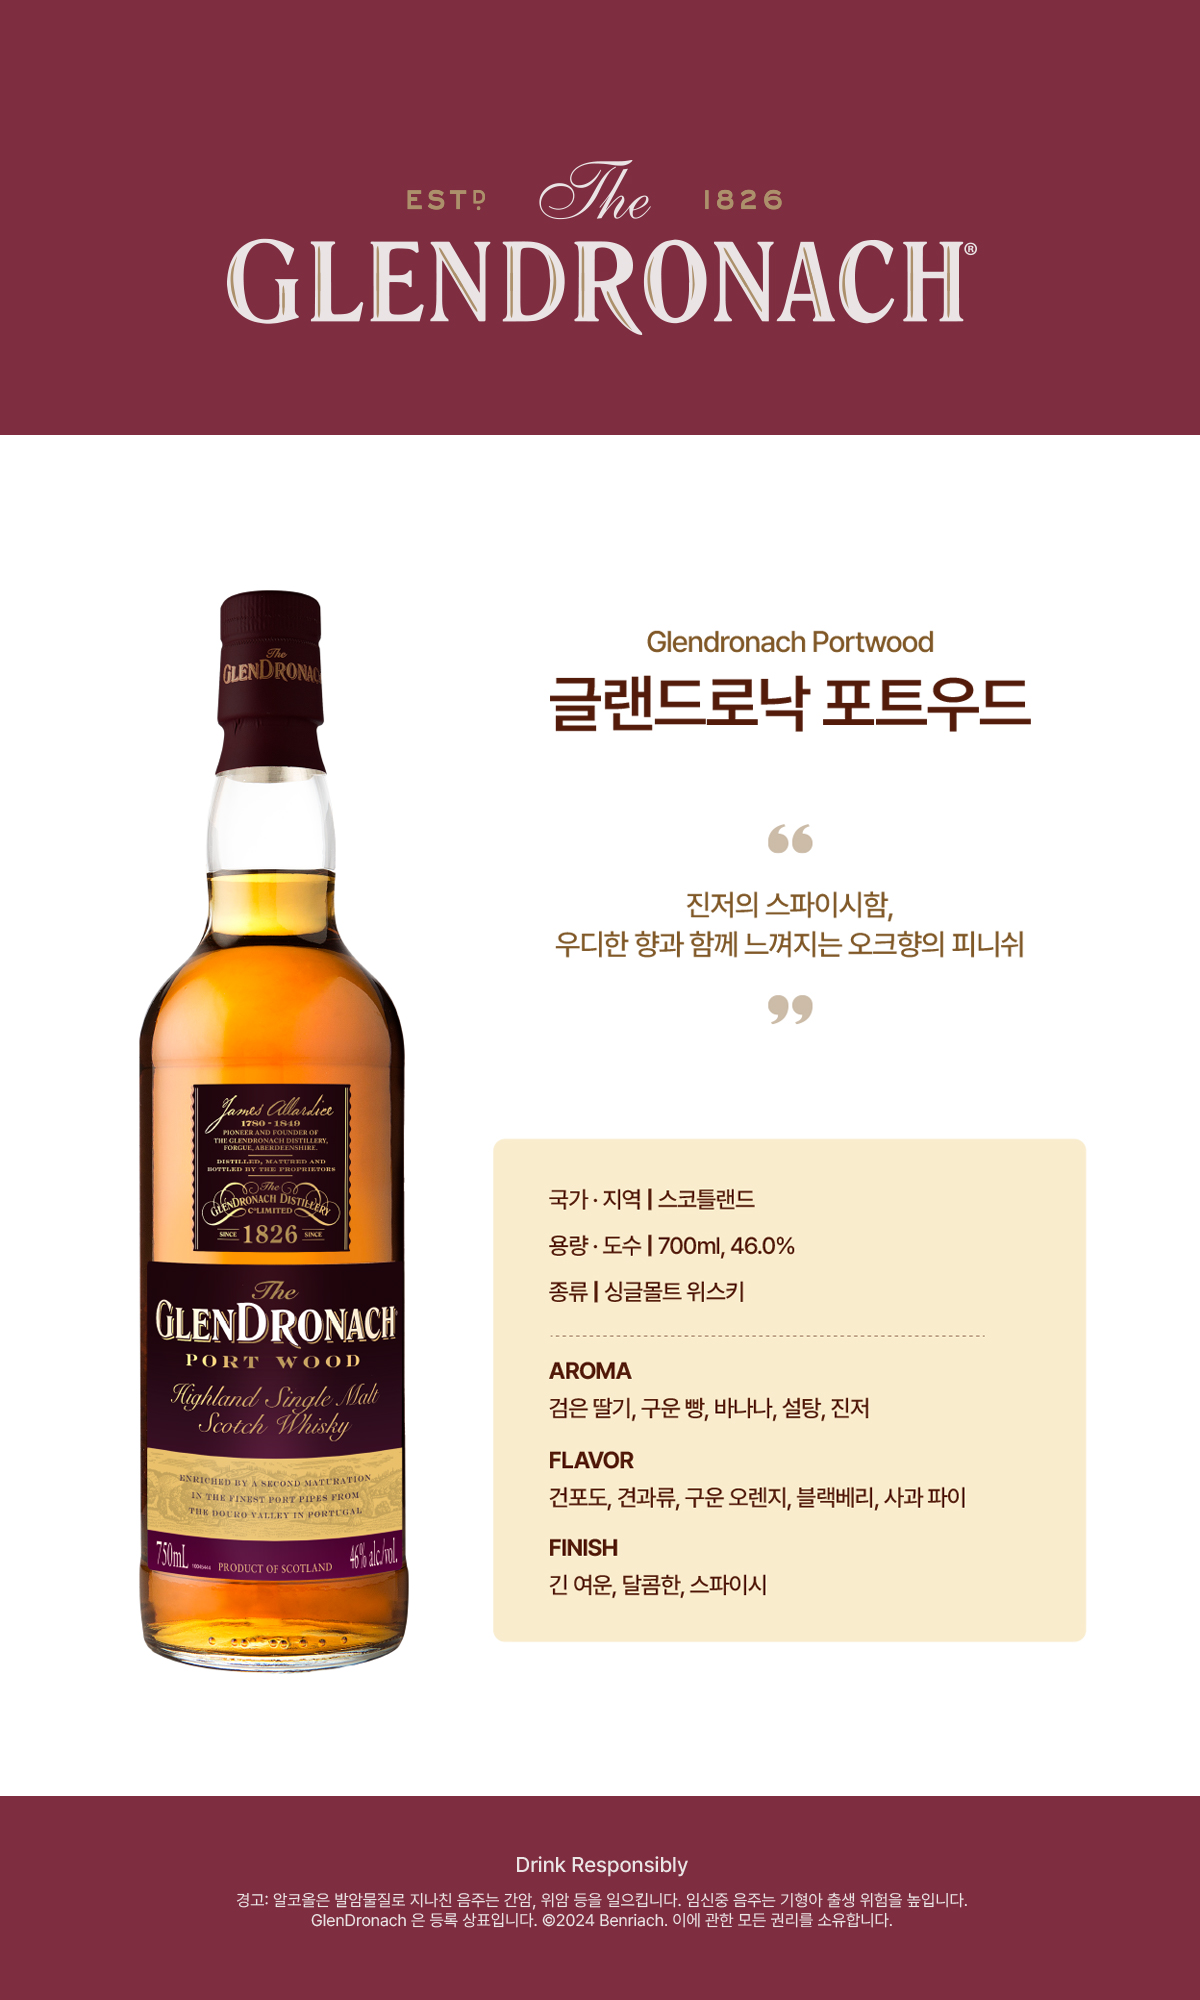 ESTD The 1826
GLENDRONACH®
Glendronach Portwood
글랜드로낙 포트우드
“
진저의 스파이시함,
우디한 향과 함께 느껴지는 오크향의 피니쉬
”
The
GLENDRONAC
James Allardice
1780 - 1849
PIONEER AND FOUNDER OF
THE GLENDRONACH DISTILLERY,
FORGUE, ABERDEENSHIRE.
DISTILLED, MATURED AND
BOTTLED BY THE PROPRIETORS
The
GLENDRONACH DISTILLERY
Co LIMITED
SINCE 1826 SINCE
The
GLENDRONACH
PORT WOOD
Highland Single Malt
Scotch Whisky
ENRICHED BY A SECOND MATURATION
IN THE FINEST PORT PIPES FROM
THE DOURO VALLEY IN PORTUGAL
750mL PRODUCT OF SCOTLAND 46% alc./vol.
국가 · 지역 | 스코틀랜드
용량 · 도수 | 700ml, 46.0%
종류 | 싱글몰트 위스키
AROMA
검은 딸기, 구운 빵, 바나나, 설탕, 진저
FLAVOR
건포도, 견과류, 구운 오렌지, 블랙베리, 사과 파이
FINISH
긴 여운, 달콤한, 스파이시
Drink Responsibly
경고: 알코올은 발암물질로 지나친 음주는 간암, 위암 등을 일으킵니다. 임신중 음주는 기형아 출생 위험을 높입니다.
GlenDronach 은 등록 상표입니다. ©2024 Benriach. 이에 관한 모든 권리를 소유합니다.